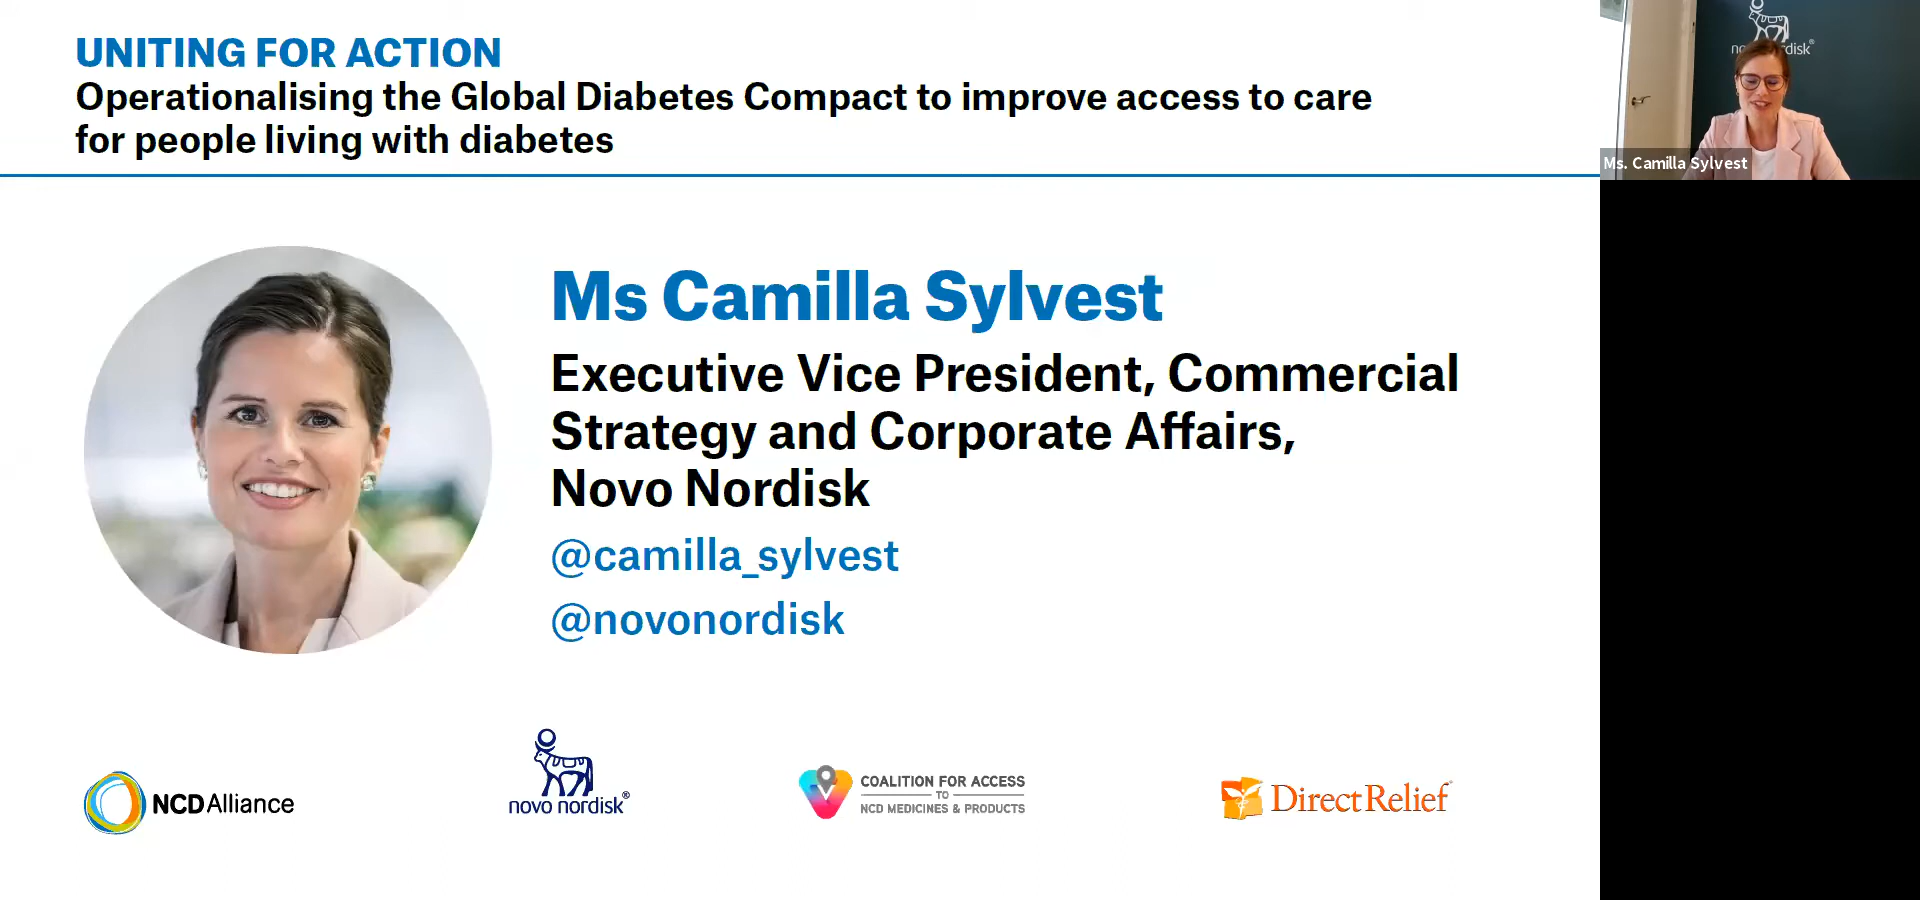 UNITING FOR ACTION
Operationalising the Global Diabetes Compact to improve access to care
for people living with diabetes
Ms. Camilla Sylvest
Ms Camilla Sylvest
Executive Vice President, Commercial
Strategy and Corporate Affairs,
Novo Nordisk
@camilla_sylvest
@novonordisk
NCDAlliance
novo nordisk®
COALITION FOR ACCESS
TO
NCD MEDICINES & PRODUCTS
DirectRelief